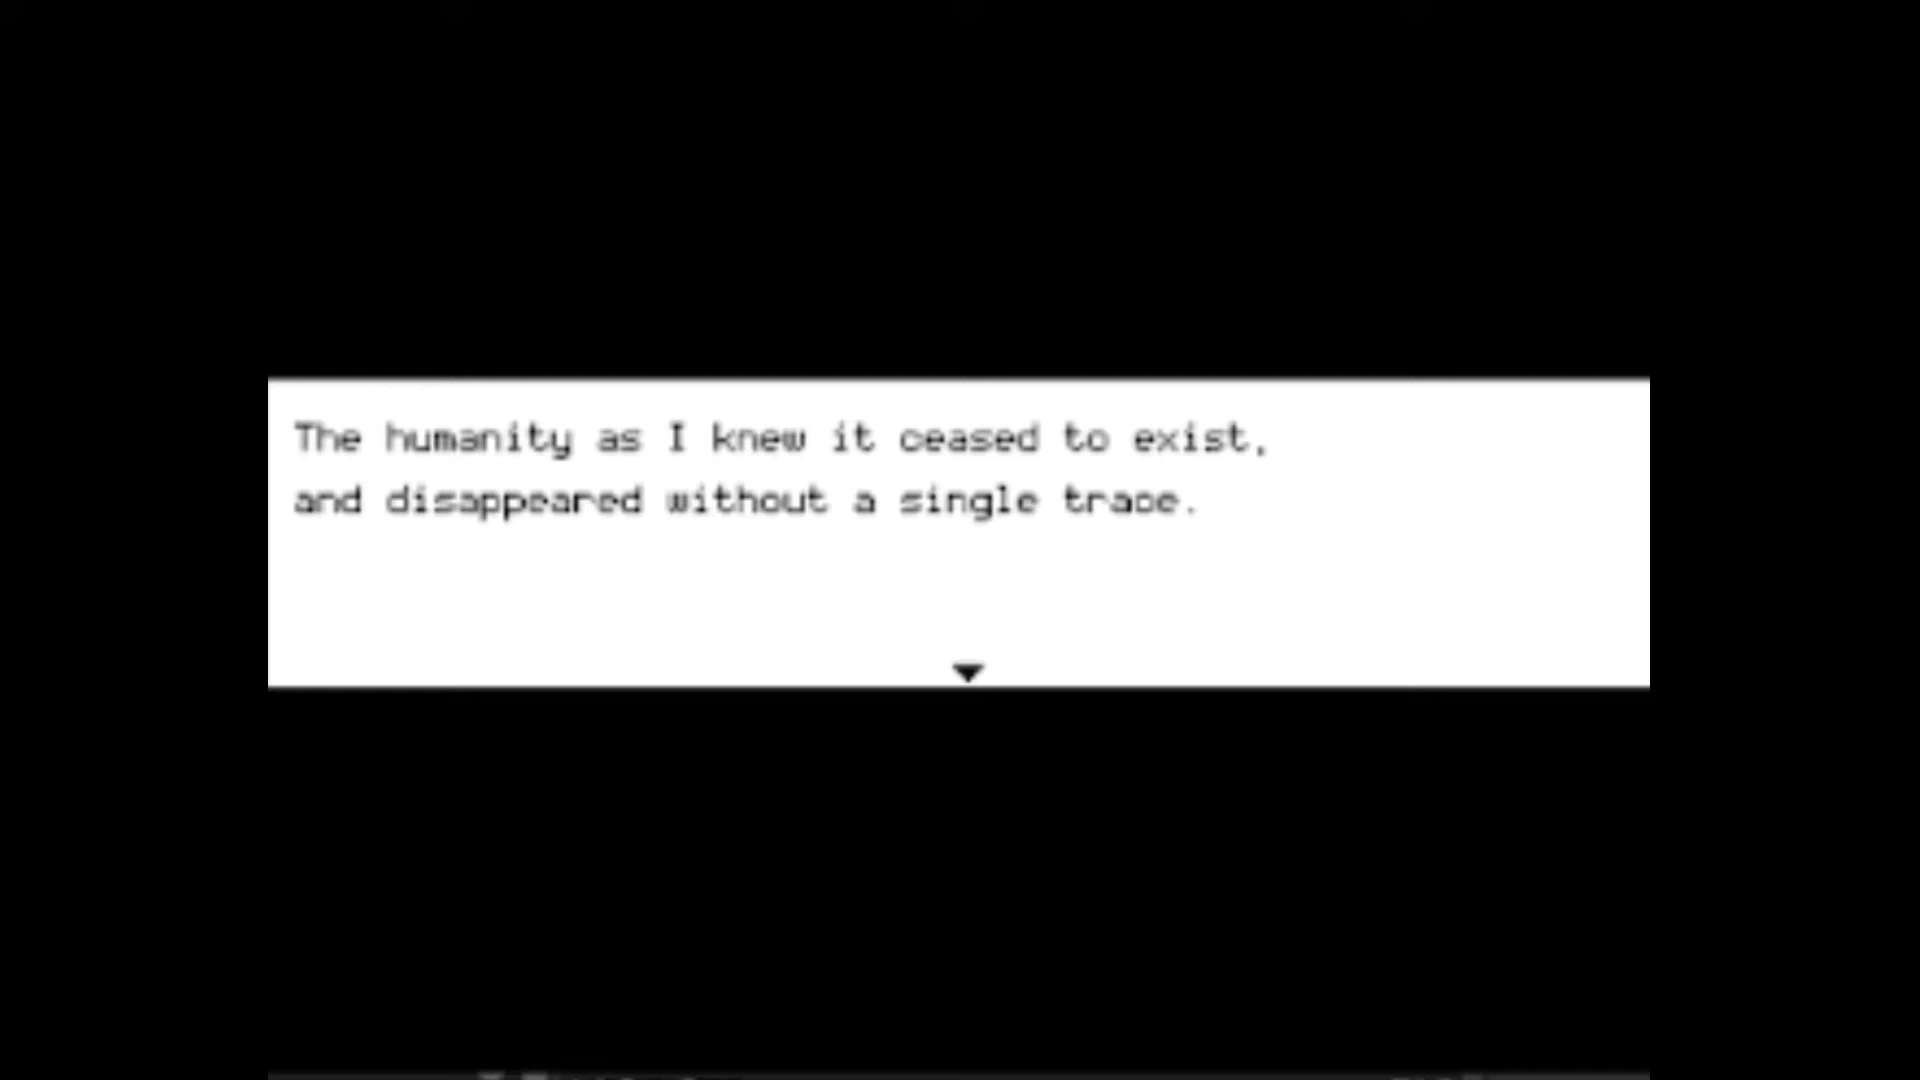 The humanity as I knew it ceased to exist,
and disappeared without a single trace.